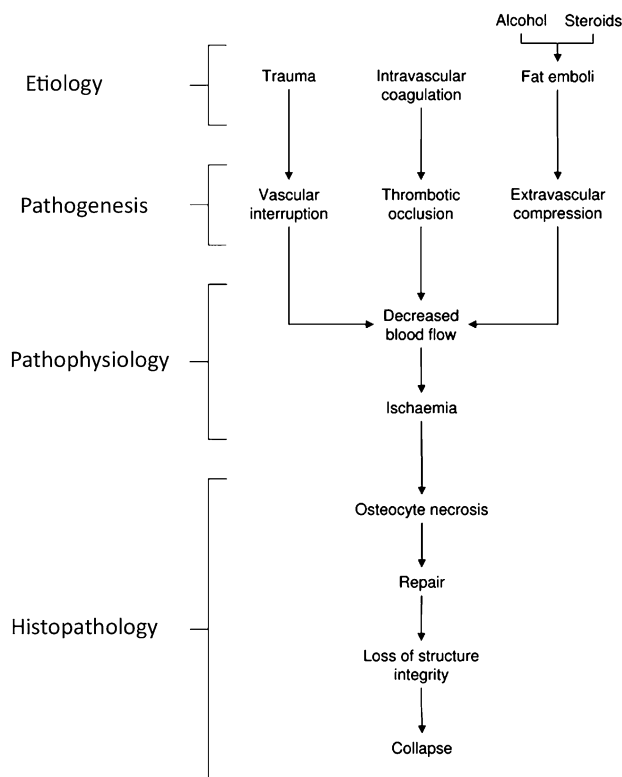 Alcohol Steroids
Etiology
Trauma
Intravascular
coagulation
Fat emboli
Pathogenesis
Vascular
interruption
Thrombotic
occlusion
Extravascular
compression
Pathophysiology
Decreased
blood flow
Ischaemia
Histopathology
Osteocyte necrosis
Repair
Loss of structure
integrity
Collapse